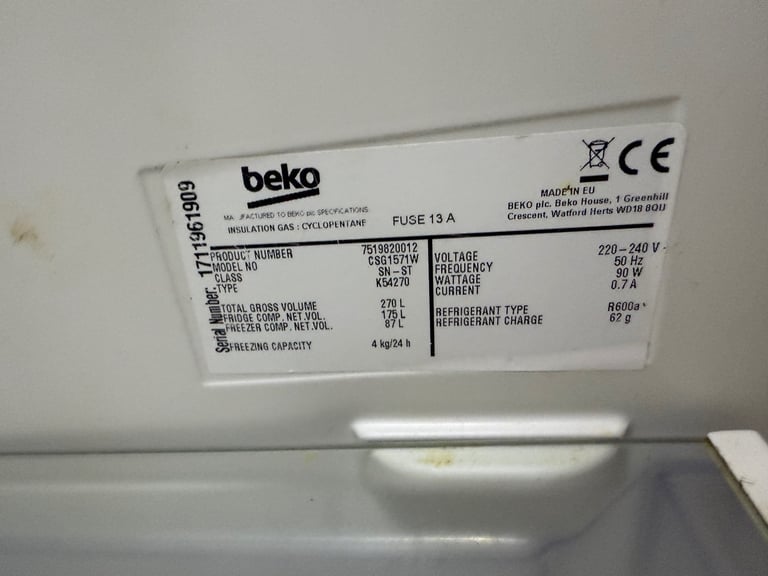 beko
MANUFACTURED TO BEKO plc SPECIFICATIONS
INSULATION GAS : CYCLOPENTANE
FUSE 13 A
CE
MADE IN EU
BEKO plc. Beko House, 1 Greenhill
Crescent, Watford Herts WD18 8QU
Serial Number. 1711961909
PRODUCT NUMBER 7519820012
MODEL NO CSG1571W
CLASS SN-ST
TYPE K54270
TOTAL GROSS VOLUME 270 L
FRIDGE COMP. NET.VOL. 175 L
FREEZER COMP. NET.VOL. 87 L
FREEZING CAPACITY 4 kg/24 h
VOLTAGE 220-240 V
FREQUENCY 50 Hz
WATTAGE 90 W
CURRENT 0.7 A
REFRIGERANT TYPE R600a
REFRIGERANT CHARGE 62 g